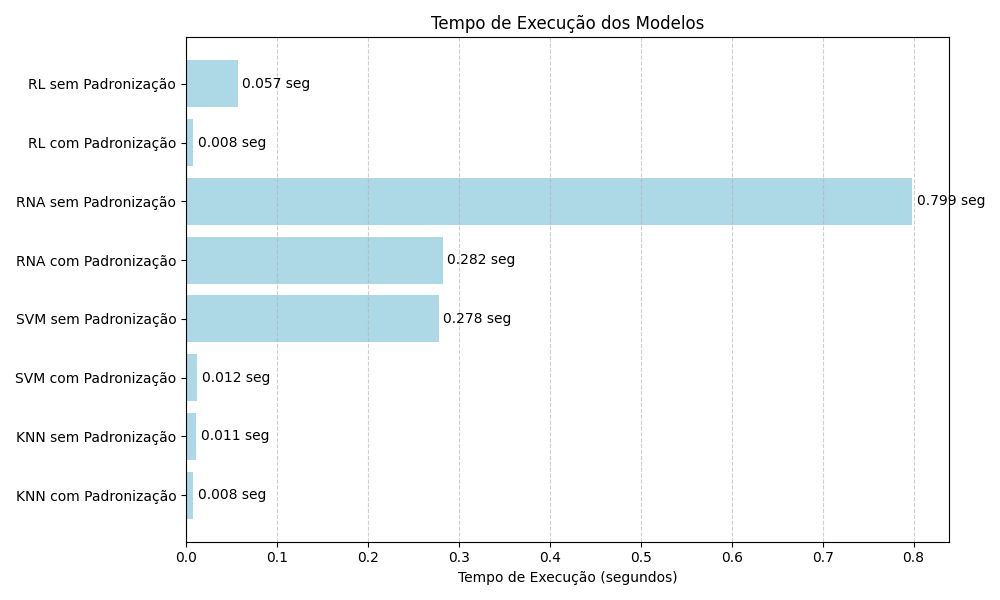 Tempo de Execução dos Modelos
RL sem Padronização
0.057 seg
RL com Padronização
0.008 seg
RNA sem Padronização
0.799 seg
RNA com Padronização
0.282 seg
SVM sem Padronização
0.278 seg
SVM com Padronização
0.012 seg
KNN sem Padronização
0.011 seg
KNN com Padronização
0.008 seg
0.0 0.1 0.2 0.3 0.4 0.5 0.6 0.7 0.8
Tempo de Execução (segundos)